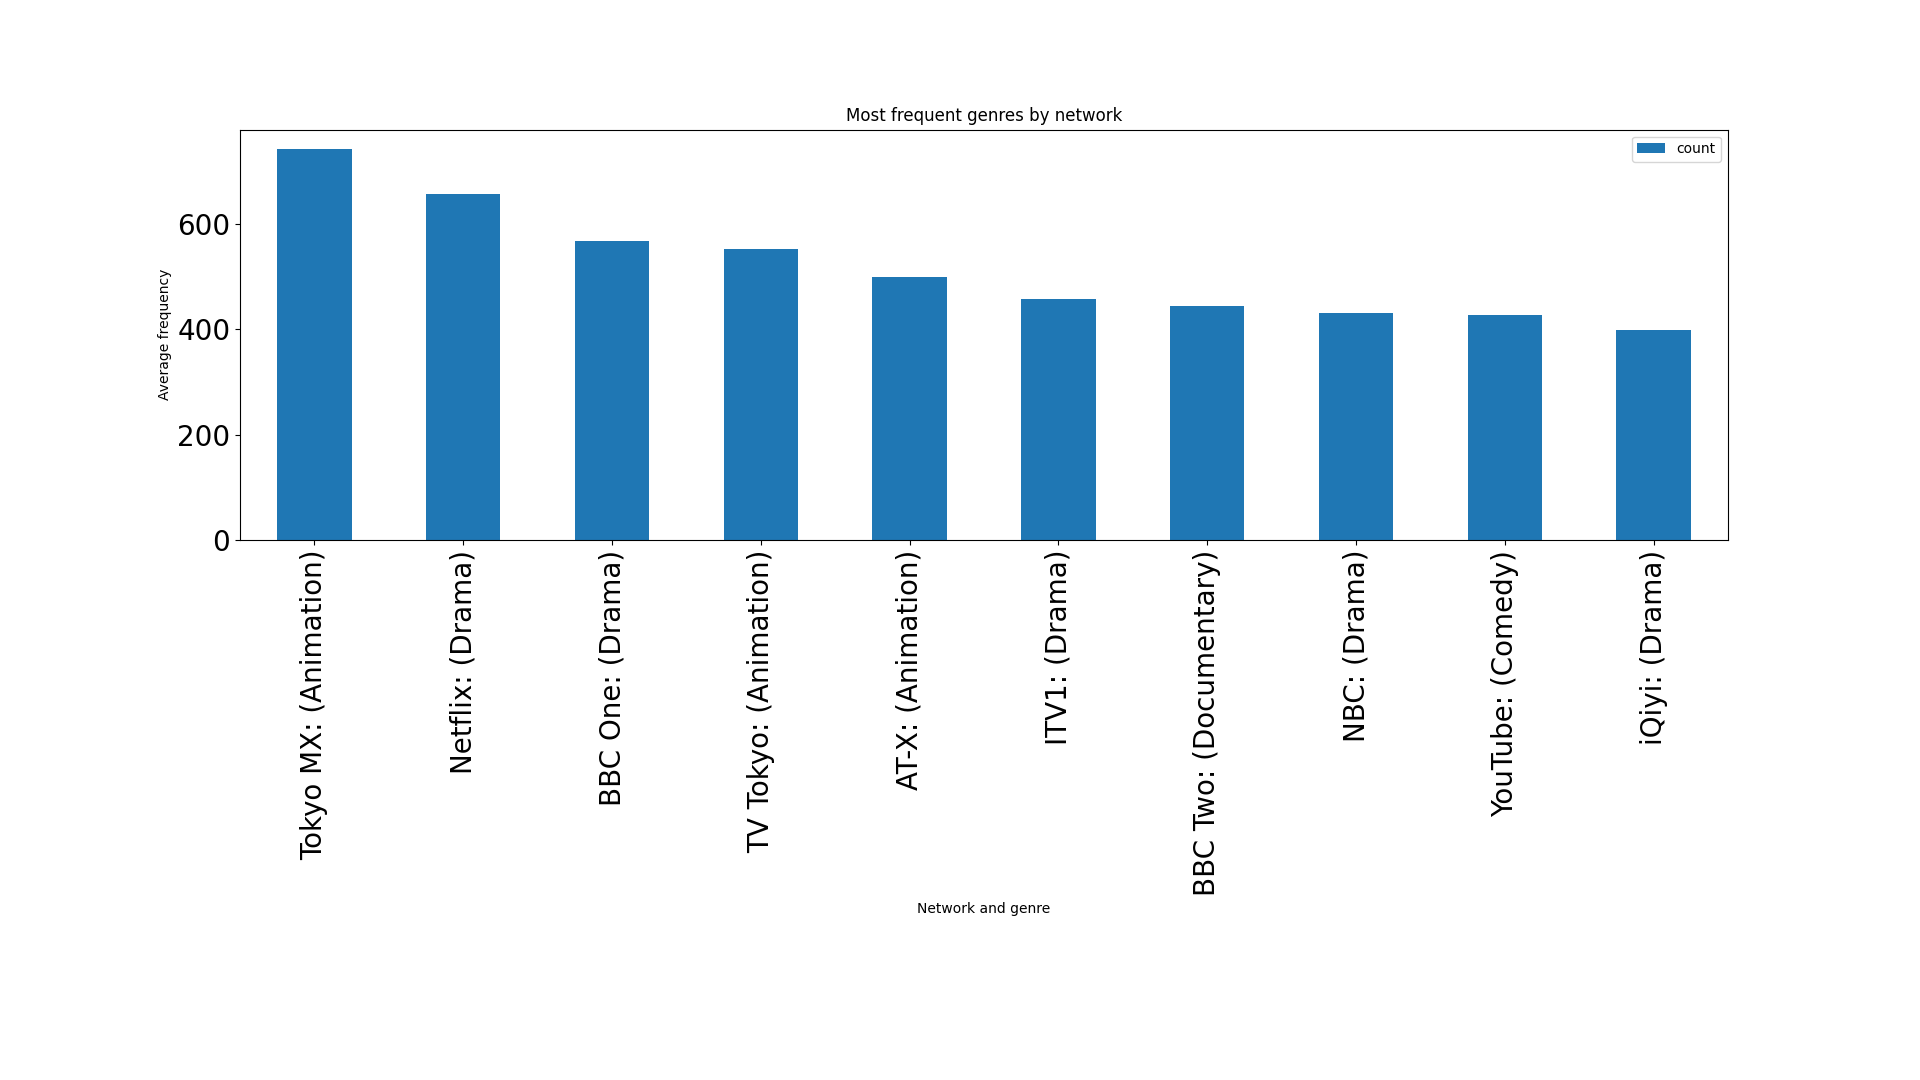 Most frequent genres by network
count
Average frequency
600
400
200
0
Tokyo MX: (Animation)
Netflix: (Drama)
BBC One: (Drama)
TV Tokyo: (Animation)
AT-X: (Animation)
ITV1: (Drama)
BBC Two: (Documentary)
NBC: (Drama)
YouTube: (Comedy)
iQiyi: (Drama)
Network and genre